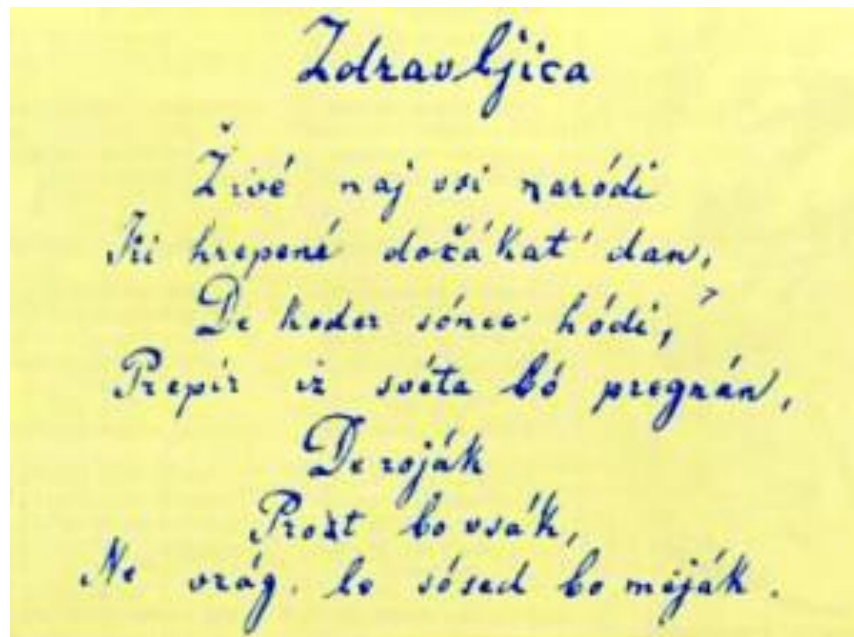 Zdravljica
Živé naj vsi naródi
Ki hrepené dočákat' dan,
De koder sónce hódi,
Prepír iz svéta bó pregnán,
De roják
Prost bo vsák,
Ne vrág, le sósed bo meják.